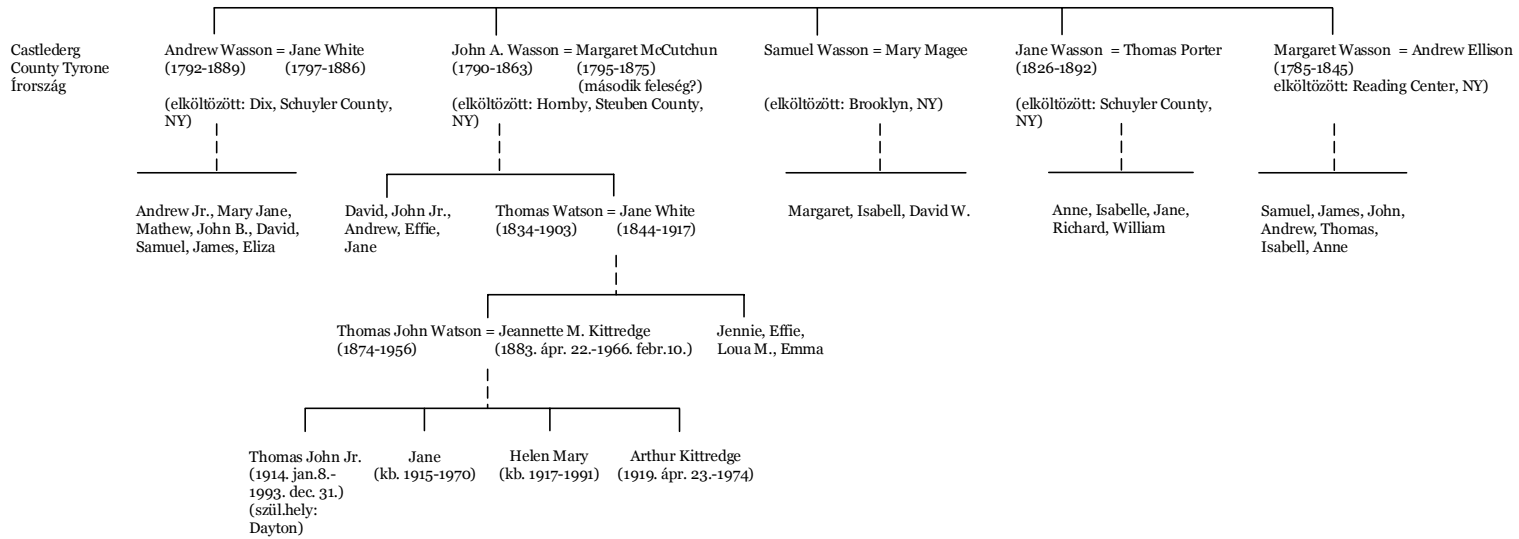 Castlederg
County Tyrone
Írország
Andrew Wasson = Jane White
(1792-1889) (1797-1886)
(elköltözött: Dix, Schuyler County,
NY)
John A. Wasson = Margaret McCutchun
(1790-1863) (1795-1875)
(második feleség?)
(elköltözött: Hornby, Steuben County,
NY)
Samuel Wasson = Mary Magee
(elköltözött: Brooklyn, NY)
Jane Wasson = Thomas Porter
(1826-1892)
(elköltözött: Schuyler County,
NY)
Margaret Wasson = Andrew Ellison
(1785-1845)
elköltözött: Reading Center, NY)
Andrew Jr., Mary Jane,
Mathew, John B., David,
Samuel, James, Eliza
David, John Jr.,
Andrew, Effie,
Jane
Thomas Watson = Jane White
(1834-1903) (1844-1917)
Margaret, Isabell, David W.
Anne, Isabelle, Jane,
Richard, William
Samuel, James, John,
Andrew, Thomas,
Isabell, Anne
Thomas John Watson = Jeannette M. Kittredge
(1874-1956) (1883. ápr. 22.-1966. febr.10.)
Jennie, Effie,
Loua M., Emma
Thomas John Jr.
(1914. jan.8.-
1993. dec. 31.)
(szül.hely:
Dayton)
Jane
(kb. 1915-1970)
Helen Mary
(kb. 1917-1991)
Arthur Kittredge
(1919. ápr. 23.-1974)